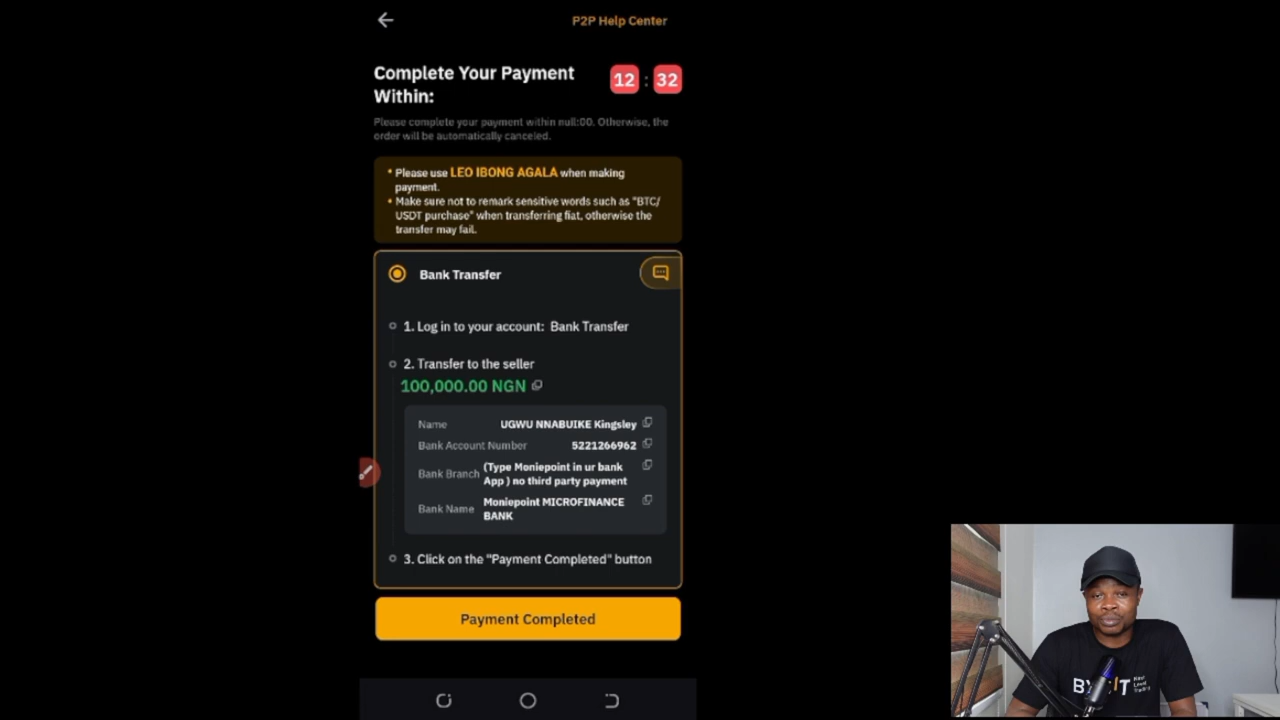 P2P Help Center
Complete Your Payment
Within:
12 : 32
Please complete your payment within null:00. Otherwise, the
order will be automatically canceled.
• Please use LEO IBONG AGALA when making
payment.
• Make sure not to remark sensitive words such as "BTC/
USDT purchase" when transferring fiat, otherwise the
transfer may fail.
Bank Transfer
1. Log in to your account: Bank Transfer
2. Transfer to the seller
100,000.00 NGN
Name UGWU NNABUIKE Kingsley
Bank Account Number 5221266962
Bank Branch (Type Moniepoint in ur bank
App ) no third party payment
Bank Name Moniepoint MICROFINANCE
BANK
3. Click on the "Payment Completed" button
Payment Completed
Next
Level
Trading